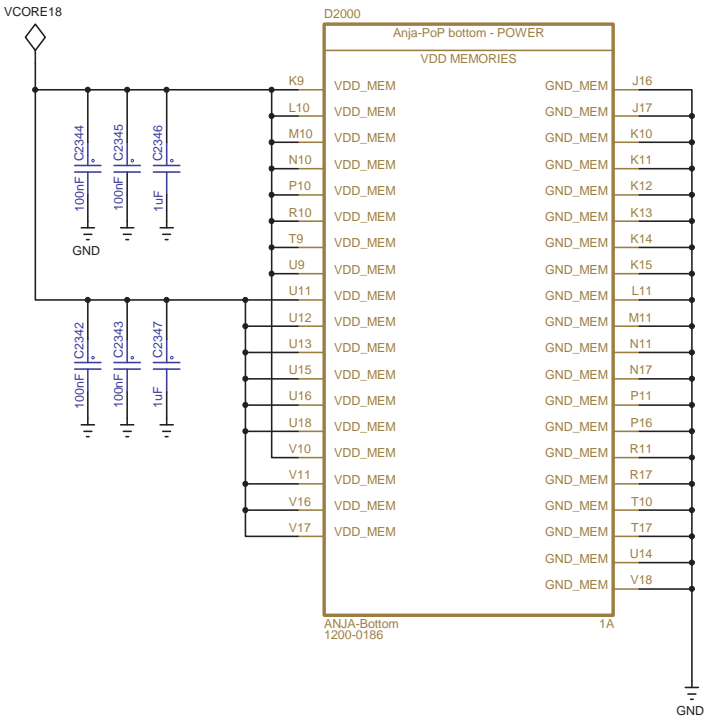 VCORE18
D2000
Anja-PoP bottom - POWER
VDD MEMORIES
K9 VDD_MEM GND_MEM J16
L10 VDD_MEM GND_MEM J17
M10 VDD_MEM GND_MEM K10
N10 VDD_MEM GND_MEM K11
P10 VDD_MEM GND_MEM K12
R10 VDD_MEM GND_MEM K13
T9 VDD_MEM GND_MEM K14
U9 VDD_MEM GND_MEM K15
U11 VDD_MEM GND_MEM L11
U12 VDD_MEM GND_MEM M11
U13 VDD_MEM GND_MEM N11
U15 VDD_MEM GND_MEM N17
U16 VDD_MEM GND_MEM P11
U18 VDD_MEM GND_MEM P16
V10 VDD_MEM GND_MEM R11
V11 VDD_MEM GND_MEM R17
V16 VDD_MEM GND_MEM T10
V17 VDD_MEM GND_MEM T17
GND_MEM U14
GND_MEM V18
C2344
100nF
C2345
100nF
C2346
1uF
GND
C2342
100nF
C2343
100nF
C2347
1uF
ANJA-Bottom 1A
1200-0186
GND